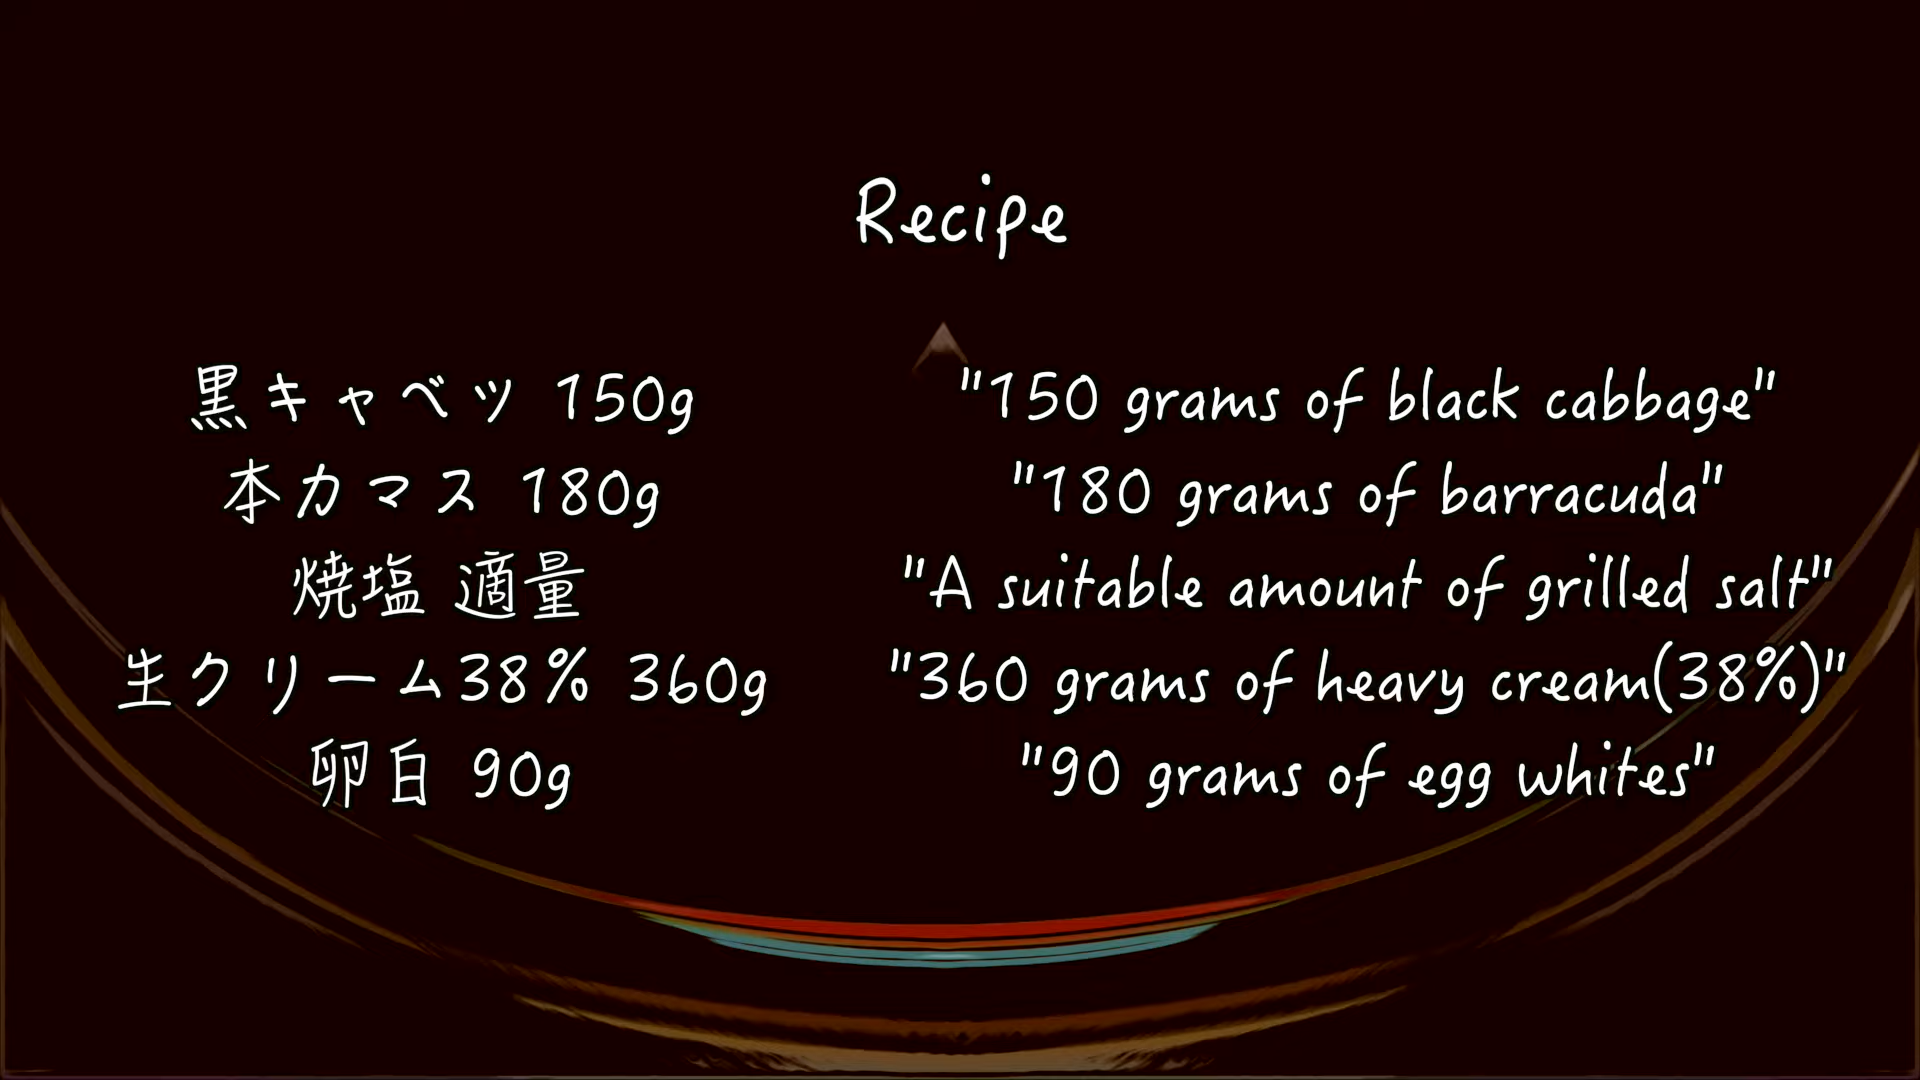 Recipe
黒キャベツ 150g
"150 grams of black cabbage"
本カマス 180g
"180 grams of barracuda"
焼塩 適量
"A suitable amount of grilled salt"
生クリーム38% 360g
"360 grams of heavy cream(38%)"
卵白 90g
"90 grams of egg whites"